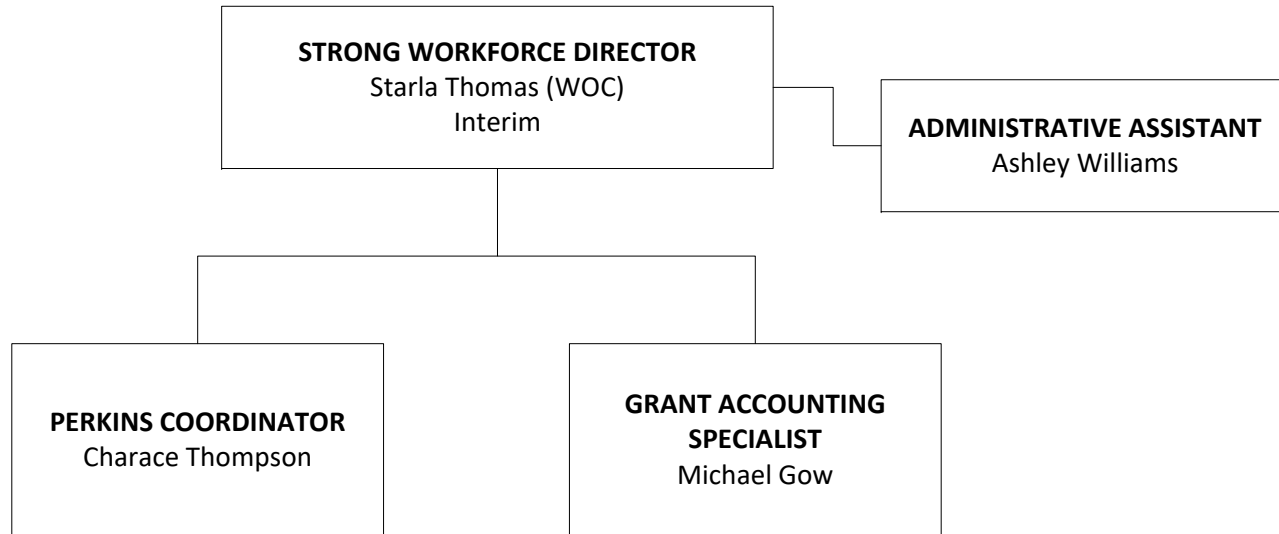 STRONG WORKFORCE DIRECTOR
Starla Thomas (WOC)
Interim
ADMINISTRATIVE ASSISTANT
Ashley Williams
PERKINS COORDINATOR
Charace Thompson
GRANT ACCOUNTING
SPECIALIST
Michael Gow